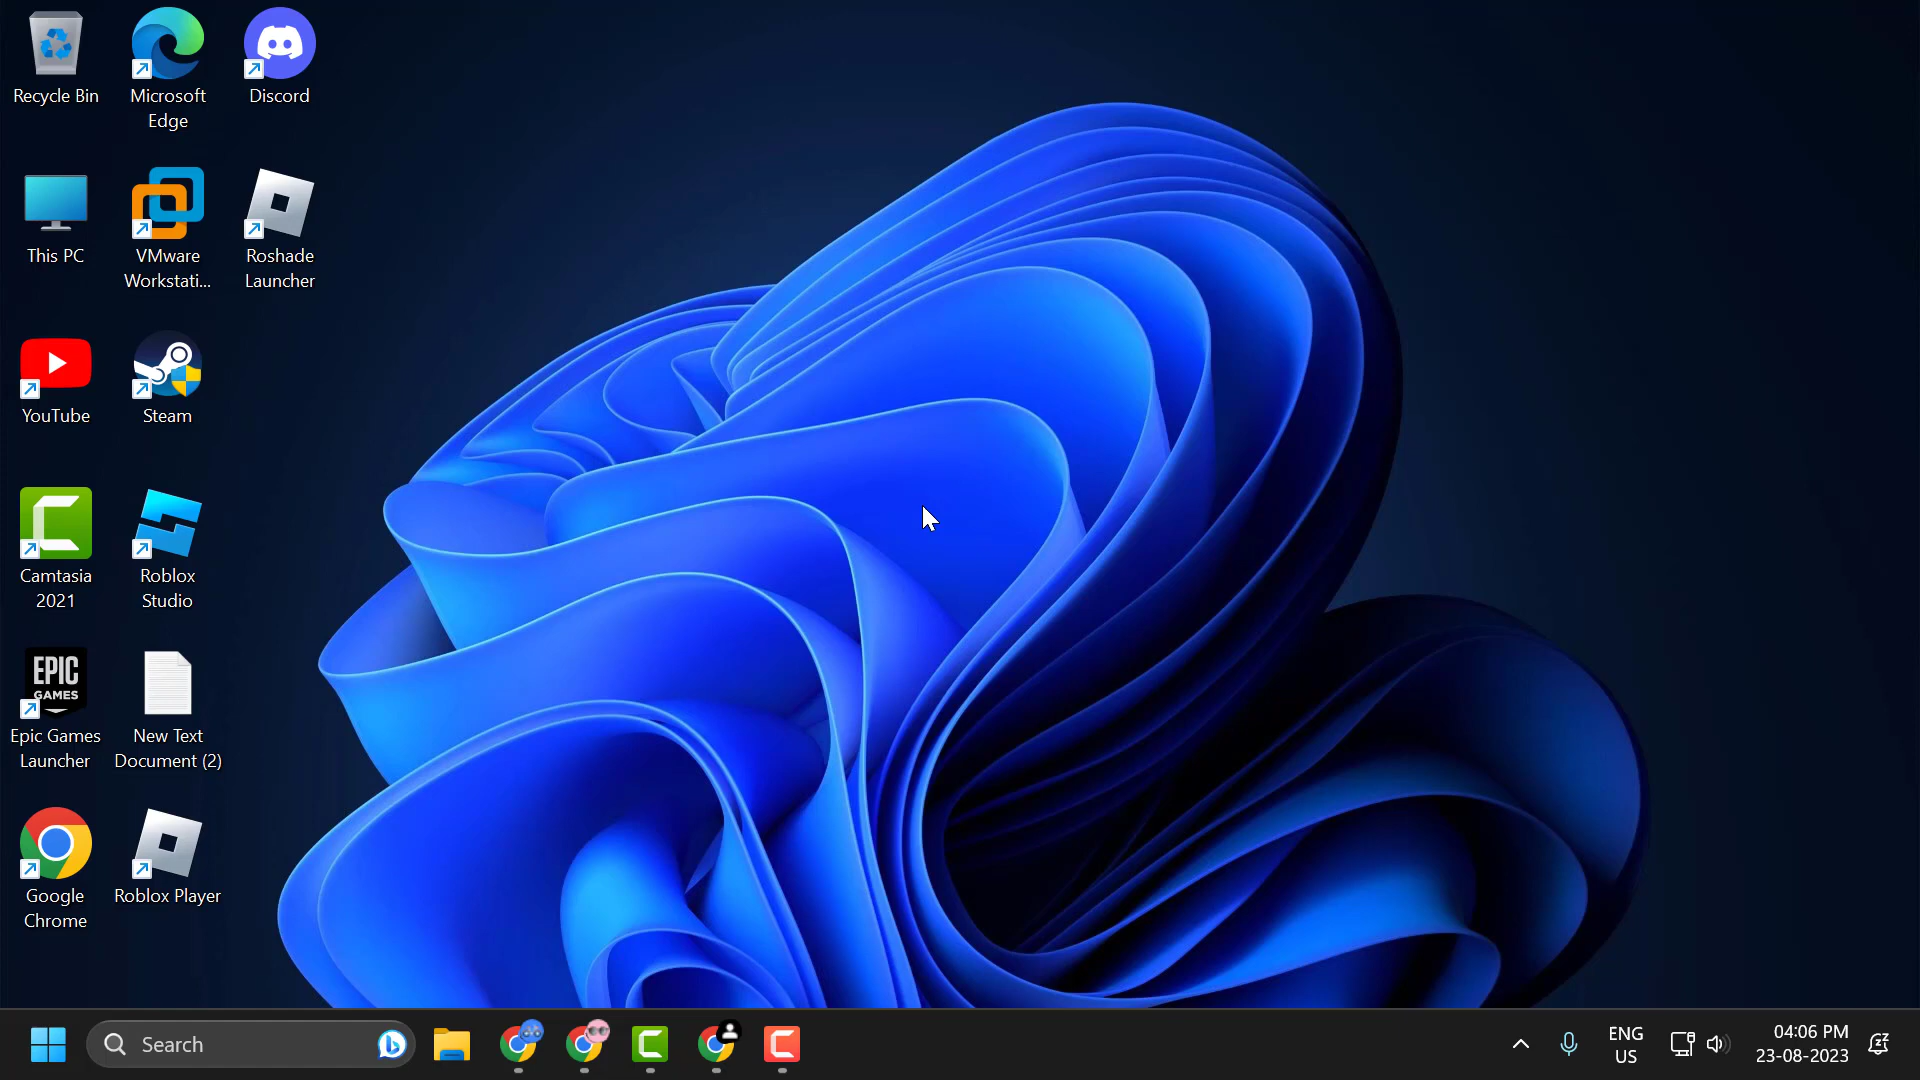 Recycle Bin
Microsoft
Edge
Discord
This PC
VMware
Workstati...
Roshade
Launcher
YouTube
Steam
Camtasia
2021
Roblox
Studio
EPIC
GAMES
Epic Games
Launcher
New Text
Document (2)
Google
Chrome
Roblox Player
Search
ENG
US
04:06 PM
23-08-2023